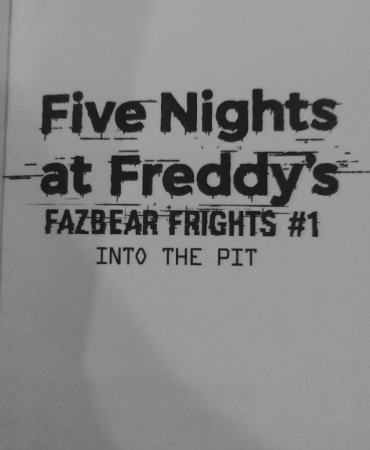 Five Nights
at Freddy's
FAZBEAR FRIGHTS #1
INTO THE PIT